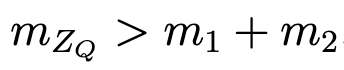 $m_{Z_Q} > m_1 + m_2$